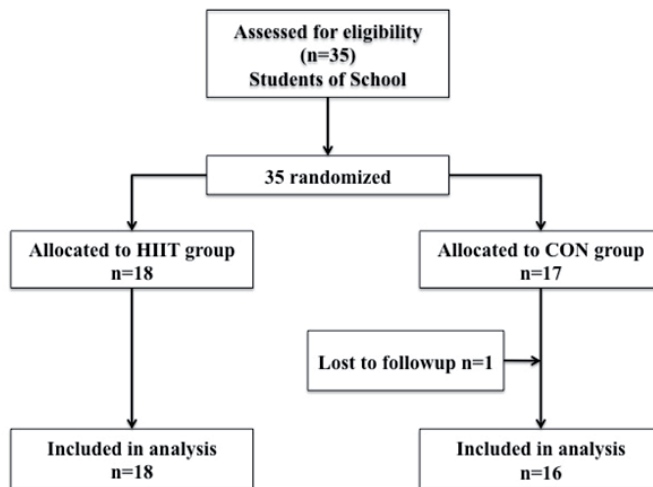 Assessed for eligibility
(n=35)
Students of School
35 randomized
Allocated to HIIT group
n=18
Allocated to CON group
n=17
Lost to followup n=1
Included in analysis
n=18
Included in analysis
n=16